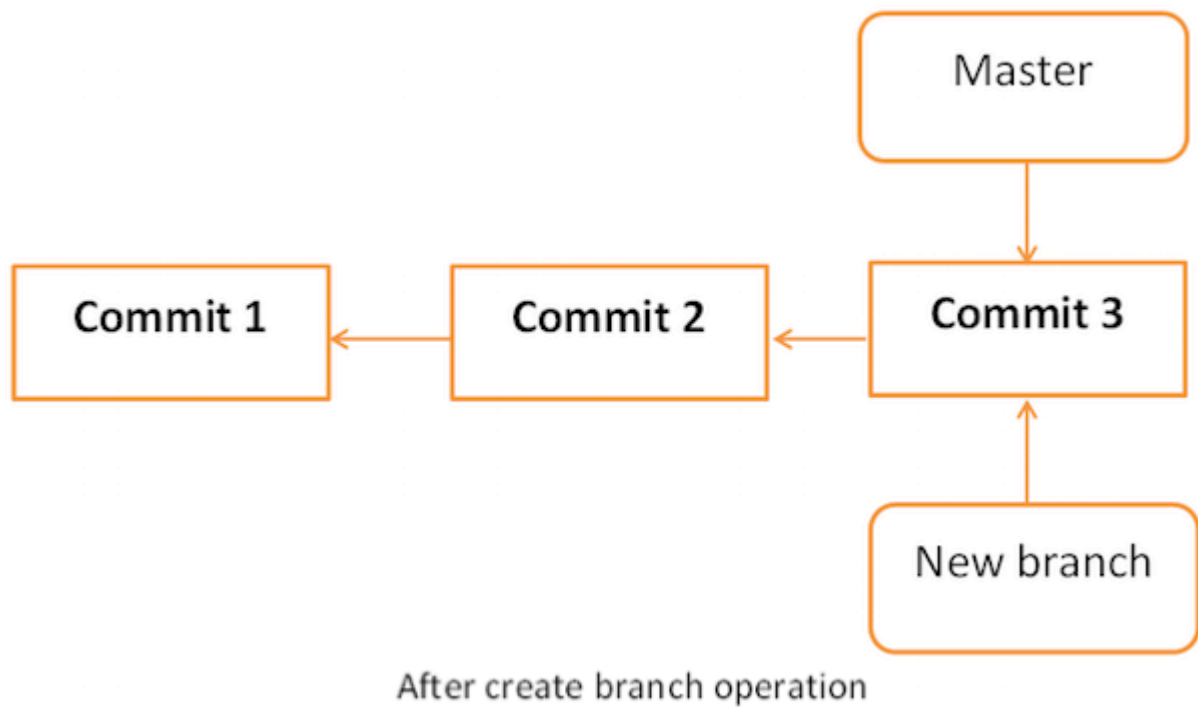 Master
Commit 1
Commit 2
Commit 3
New branch
After create branch operation